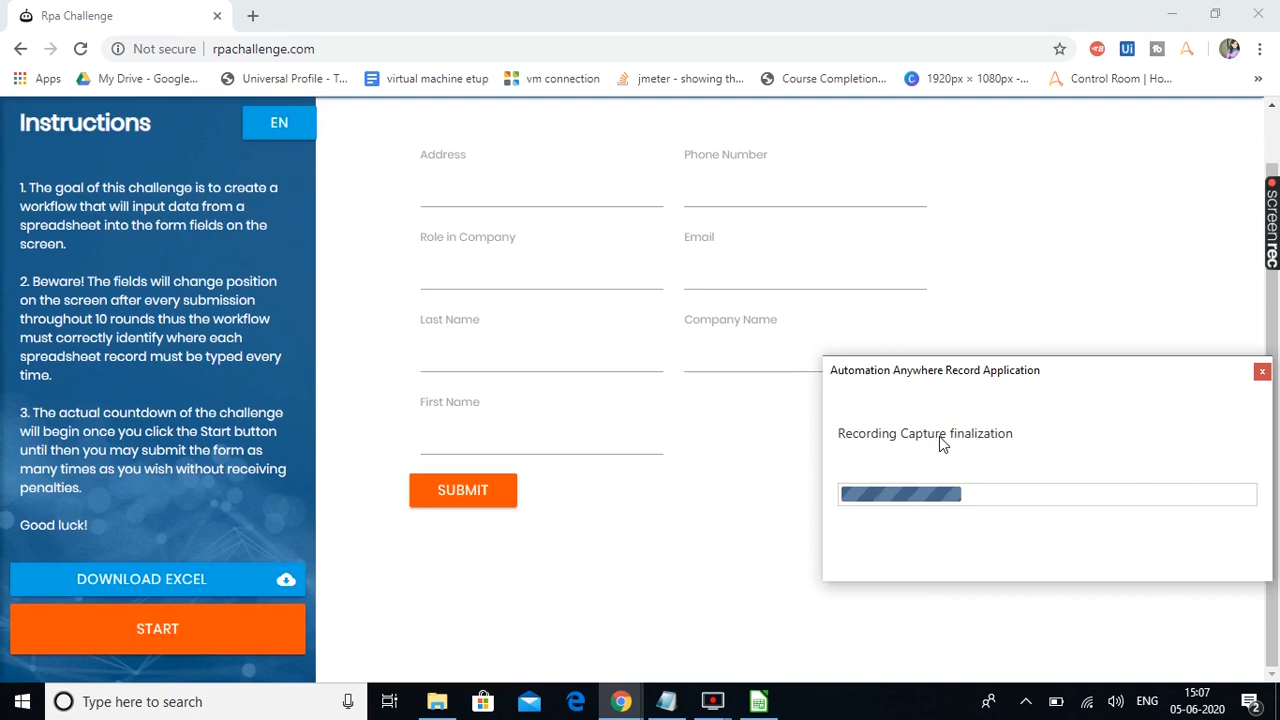 Rpa Challenge
Not secure
rpachallenge.com
Ui
tb
Apps
My Drive - Google...
Universal Profile - T...
virtual machine etup
vm connection
jmeter - showing th...
Course Completion...
C
1920px × 1080px –...
Control Room | Ho...
»
Instructions
EN
1. The goal of this challenge is to create a
workflow that will input data from a
spreadsheet into the form fields on the
screen.
2. Beware! The fields will change position
on the screen after every submission
throughout 10 rounds thus the workflow
must correctly identify where each
spreadsheet record must be typed every
time.
3. The actual countdown of the challenge
will begin once you click the Start button
until then you may submit the form as
many times as you wish without receiving
penalties.
Good luck!
DOWNLOAD EXCEL
START
Address
Phone Number
Role in Company
Email
Last Name
Company Name
First Name
SUBMIT
Automation Anywhere Record Application
x
Recording Capture finalization
Screenrec
Type here to search
ENG
15:07
05-06-2020
2